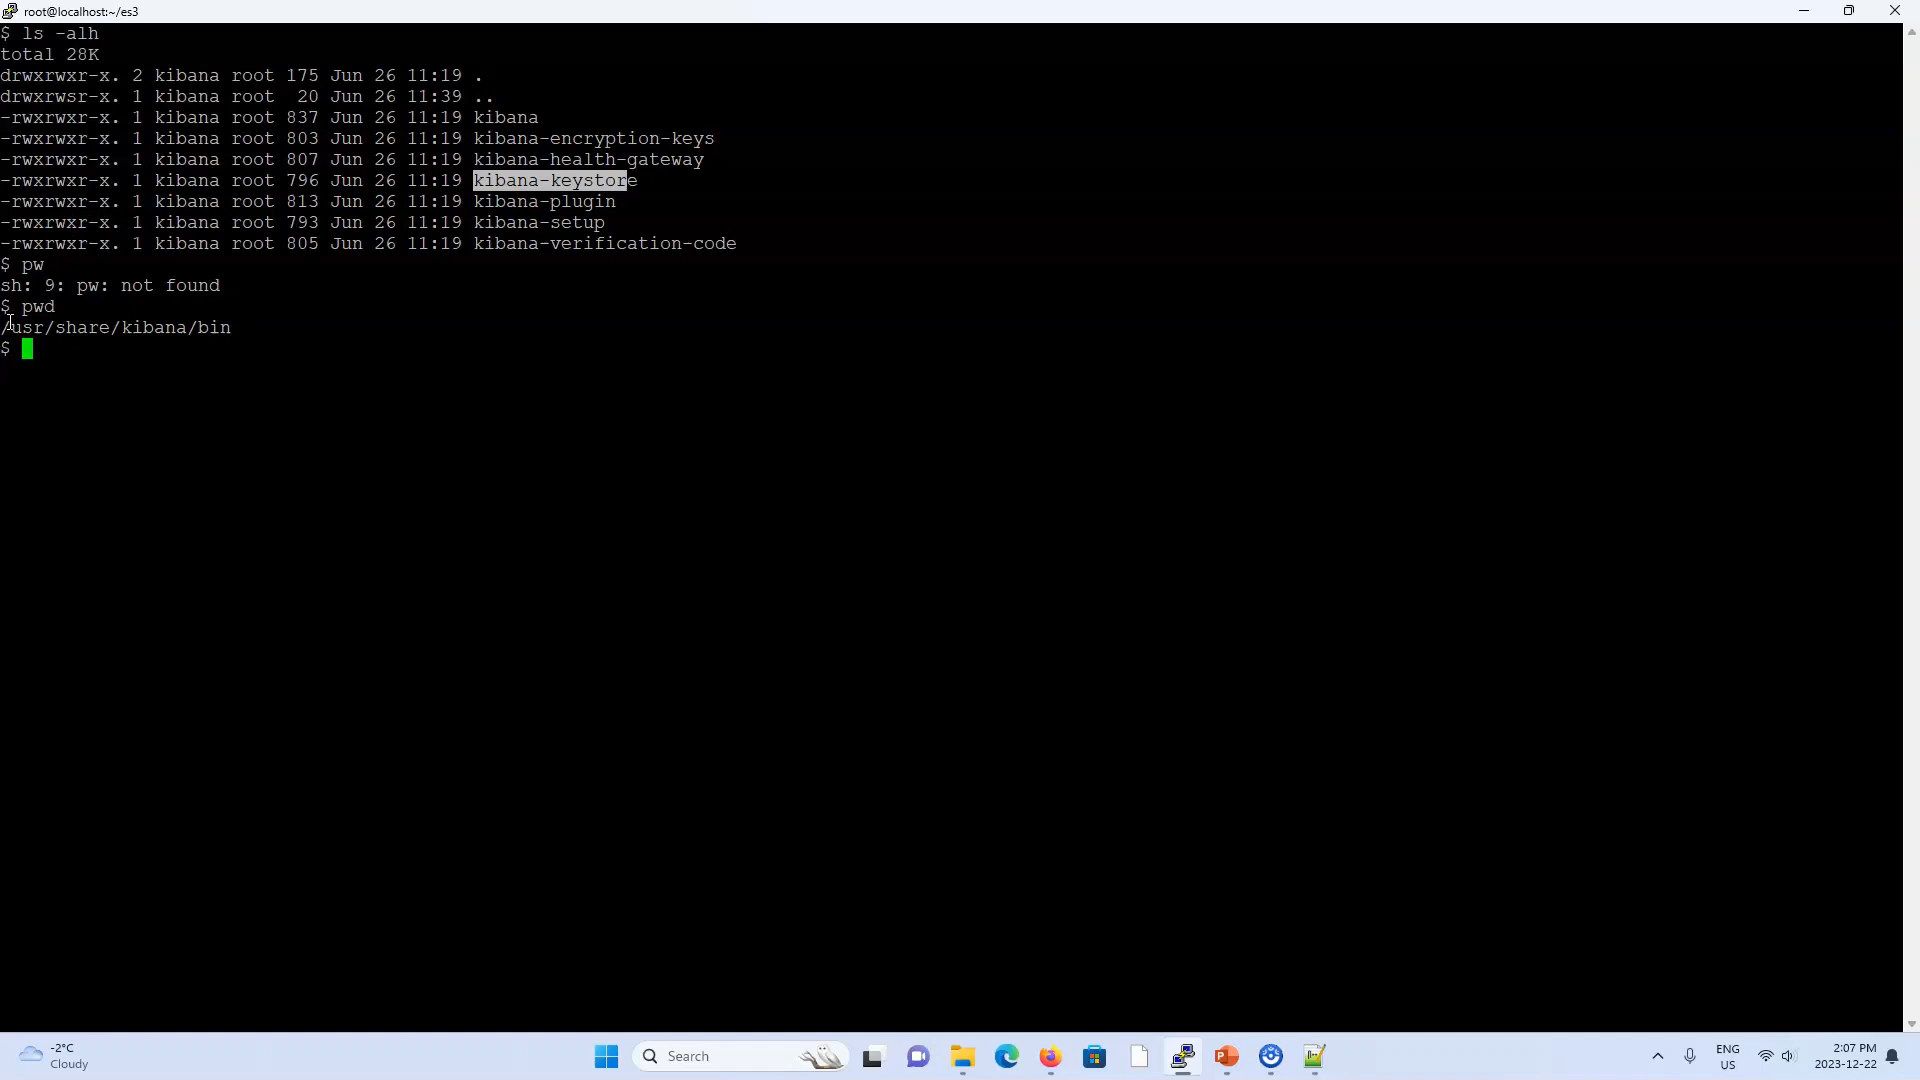 root@localhost:~/es3
$ ls -alh
total 28K
drwxrwxr-x. 2 kibana root 175 Jun 26 11:19 .
drwxrwsr-x. 1 kibana root  20 Jun 26 11:39 ..
-rwxrwxr-x. 1 kibana root 837 Jun 26 11:19 kibana
-rwxrwxr-x. 1 kibana root 803 Jun 26 11:19 kibana-encryption-keys
-rwxrwxr-x. 1 kibana root 807 Jun 26 11:19 kibana-health-gateway
-rwxrwxr-x. 1 kibana root 796 Jun 26 11:19 kibana-keystore
-rwxrwxr-x. 1 kibana root 813 Jun 26 11:19 kibana-plugin
-rwxrwxr-x. 1 kibana root 793 Jun 26 11:19 kibana-setup
-rwxrwxr-x. 1 kibana root 805 Jun 26 11:19 kibana-verification-code
$ pw
sh: 9: pw: not found
$ pwd
/usr/share/kibana/bin
$
-2°C
Cloudy
Search
ENG
US
2:07 PM
2023-12-22